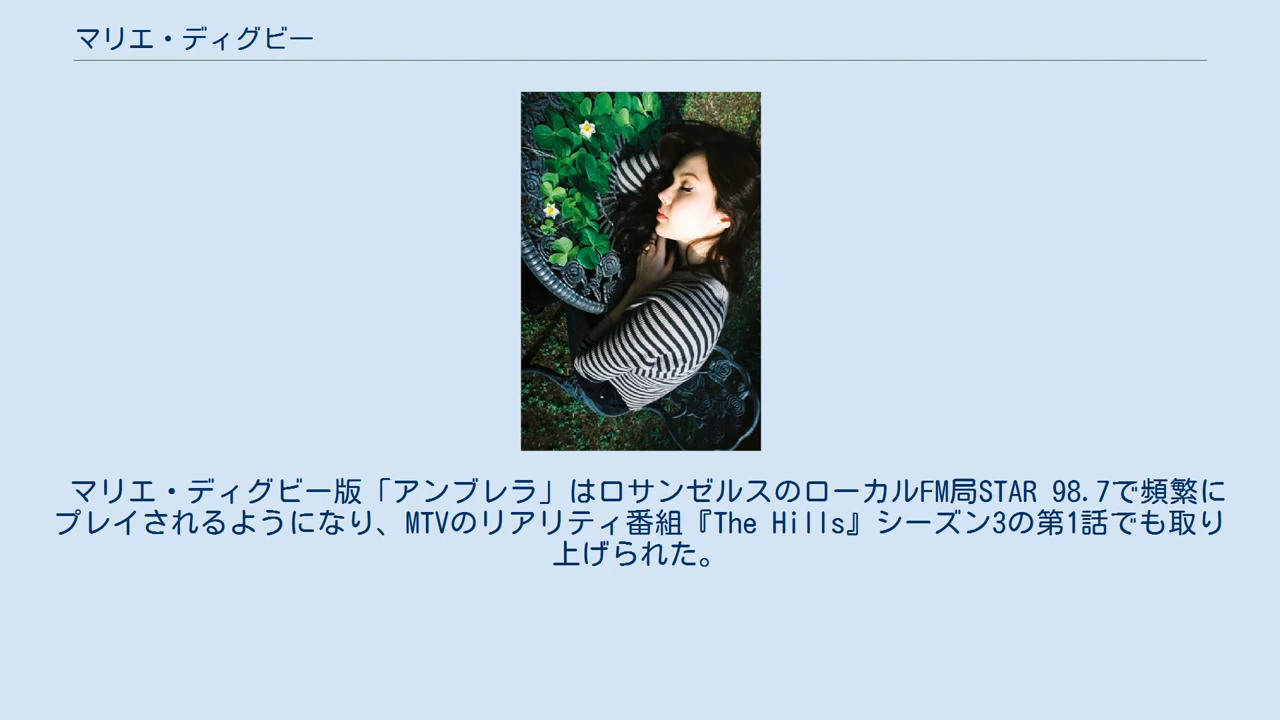 マリエ・ディグビー
マリエ・ディグビー版「アンブレラ」はロサンゼルスのローカルFM局STAR 98.7で頻繁に
プレイされるようになり、MTVのリアリティ番組『The Hills』シーズン3の第1話でも取り
上げられた。